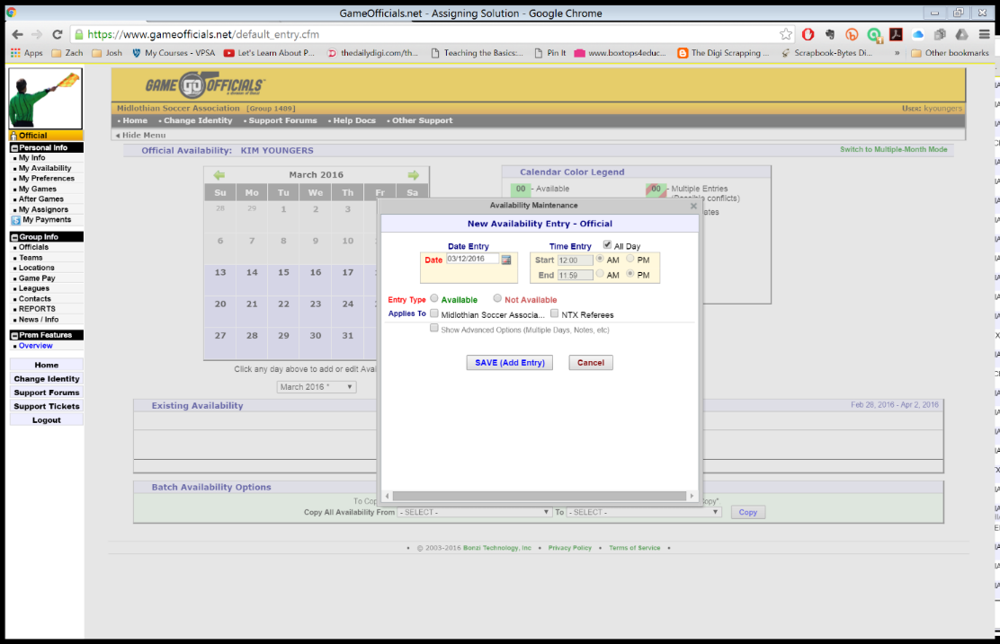 GameOfficials.net - Assigning Solution - Google Chrome
https://www.gameofficials.net/default_entry.cfm
Apps Zach Josh My Courses - VPSA Let's Learn About P... thedailydigi.com/th... Teaching the Basics:... Pin It www.boxtops4educ... The Digi Scrapping ... Scrapbook-Bytes Di... » Other bookmarks
GAME go OFFICIALS
Midlothian Soccer Association [Group 1489] User: kyoungers
Home Change Identity Support Forums Help Docs Other Support
Hide Menu
Official
Personal Info
My Info
My Availability
My Preferences
My Games
After Games
My Assignors
My Payments
Group Info
Officials
Teams
Locations
Game Pay
Leagues
Contacts
REPORTS
News / Info
Prem Features
Overview
Home
Change Identity
Support Forums
Support Tickets
Logout
Official Availability: KIM YOUNGERS Switch to Multiple-Month Mode
March 2016
Su Mo Tu We Th Fr Sa
28 29 1 2 3
6 7 8 9 10
13 14 15 16 17
20 21 22 23 24
27 28 29 30 31
Click any day above to add or edit Avai
March 2016 *
Calendar Color Legend
00 - Available 00 - Multiple Entries
(Possible conflicts)
ates
Availability Maintenance
New Availability Entry - Official
Date Entry Time Entry All Day
Date 03/12/2016 Start 12:00 AM PM
End 11:59 AM PM
Entry Type Available Not Available
Applies To Midlothian Soccer Associa... NTX Referees
Show Advanced Options (Multiple Days, Notes, etc)
SAVE (Add Entry) Cancel
Existing Availability Feb 28, 2016 - Apr 2, 2016
Batch Availability Options
To Cop opy"
Copy All Availability From - SELECT - To - SELECT - Copy
• © 2003-2016 Bonzi Technology, Inc • Privacy Policy • Terms of Service •